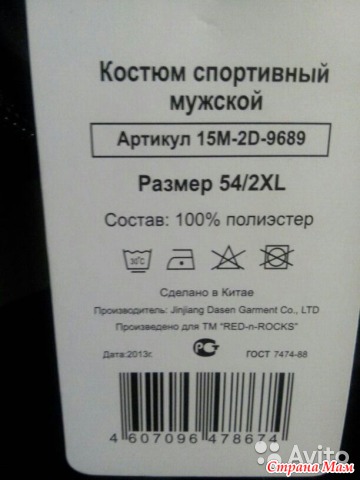 Костюм спортивный
мужской
Артикул 15M-2D-9689
Размер 54/2XL
Состав: 100% полиэстер
30°C
Сделано в Китае
Производитель: Jinjiang Dasen Garment Co., LTD
Произведено для ТМ "RED-n-ROCKS"
Дата:2013г.
ГОСТ 7474-88
4 607096 478674
Avito
Страна Мам